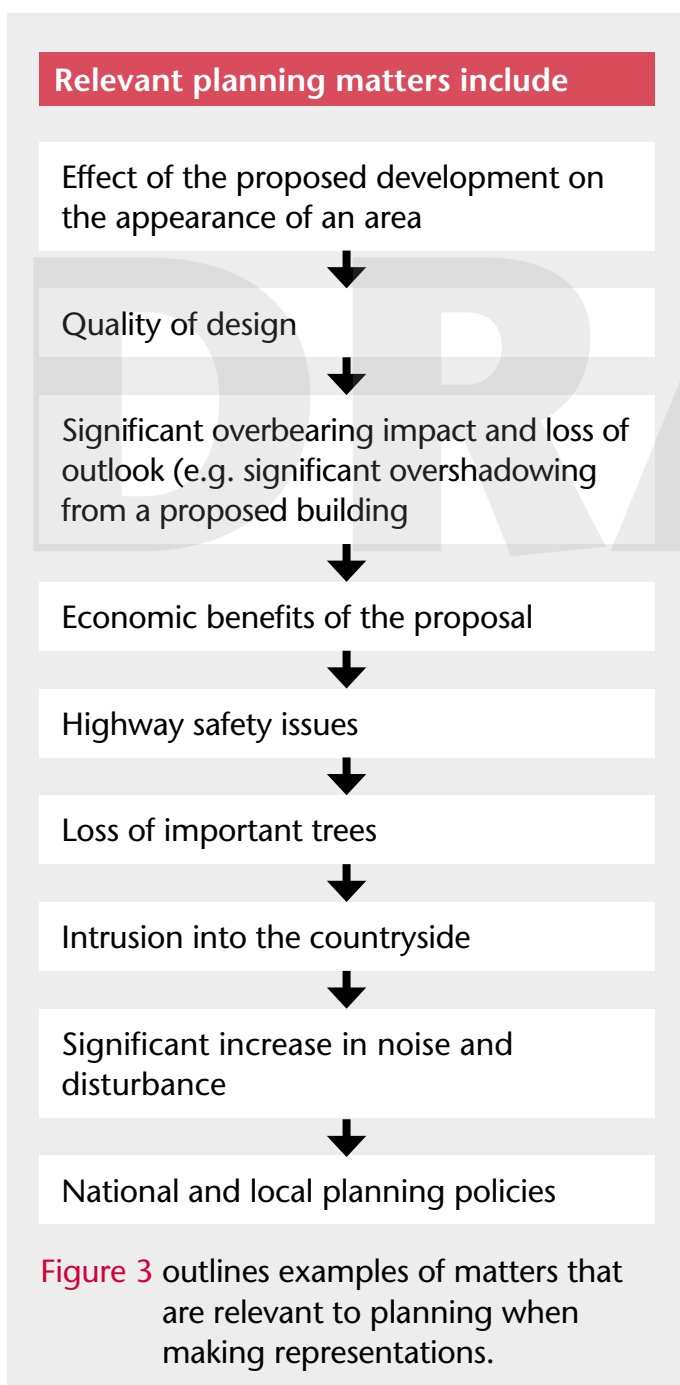 Relevant planning matters include
Effect of the proposed development on
the appearance of an area
Quality of design
Significant overbearing impact and loss of
outlook (e.g. significant overshadowing
from a proposed building
Economic benefits of the proposal
Highway safety issues
Loss of important trees
Intrusion into the countryside
Significant increase in noise and
disturbance
National and local planning policies
Figure 3 outlines examples of matters that
are relevant to planning when
making representations.
DRA